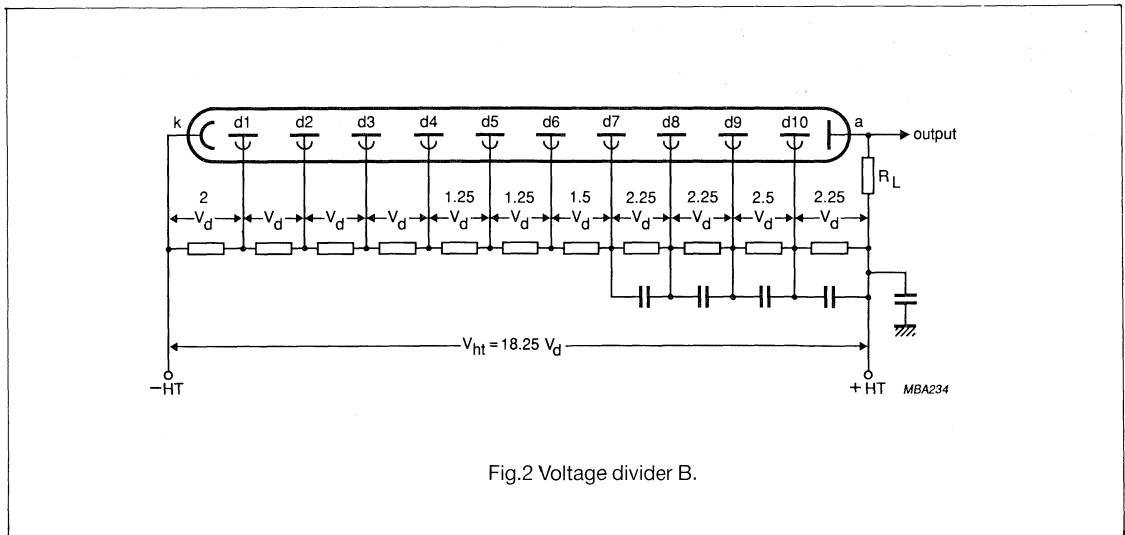 k d1 d2 d3 d4 d5 d6 d7 d8 d9 d10 a
output
R_L
2 1.25 1.25 1.5 2.25 2.25 2.5 2.25
V_d V_d V_d V_d V_d V_d V_d V_d V_d V_d V_d
V_ht = 18.25 V_d
−HT + HT MBA234
Fig.2 Voltage divider B.